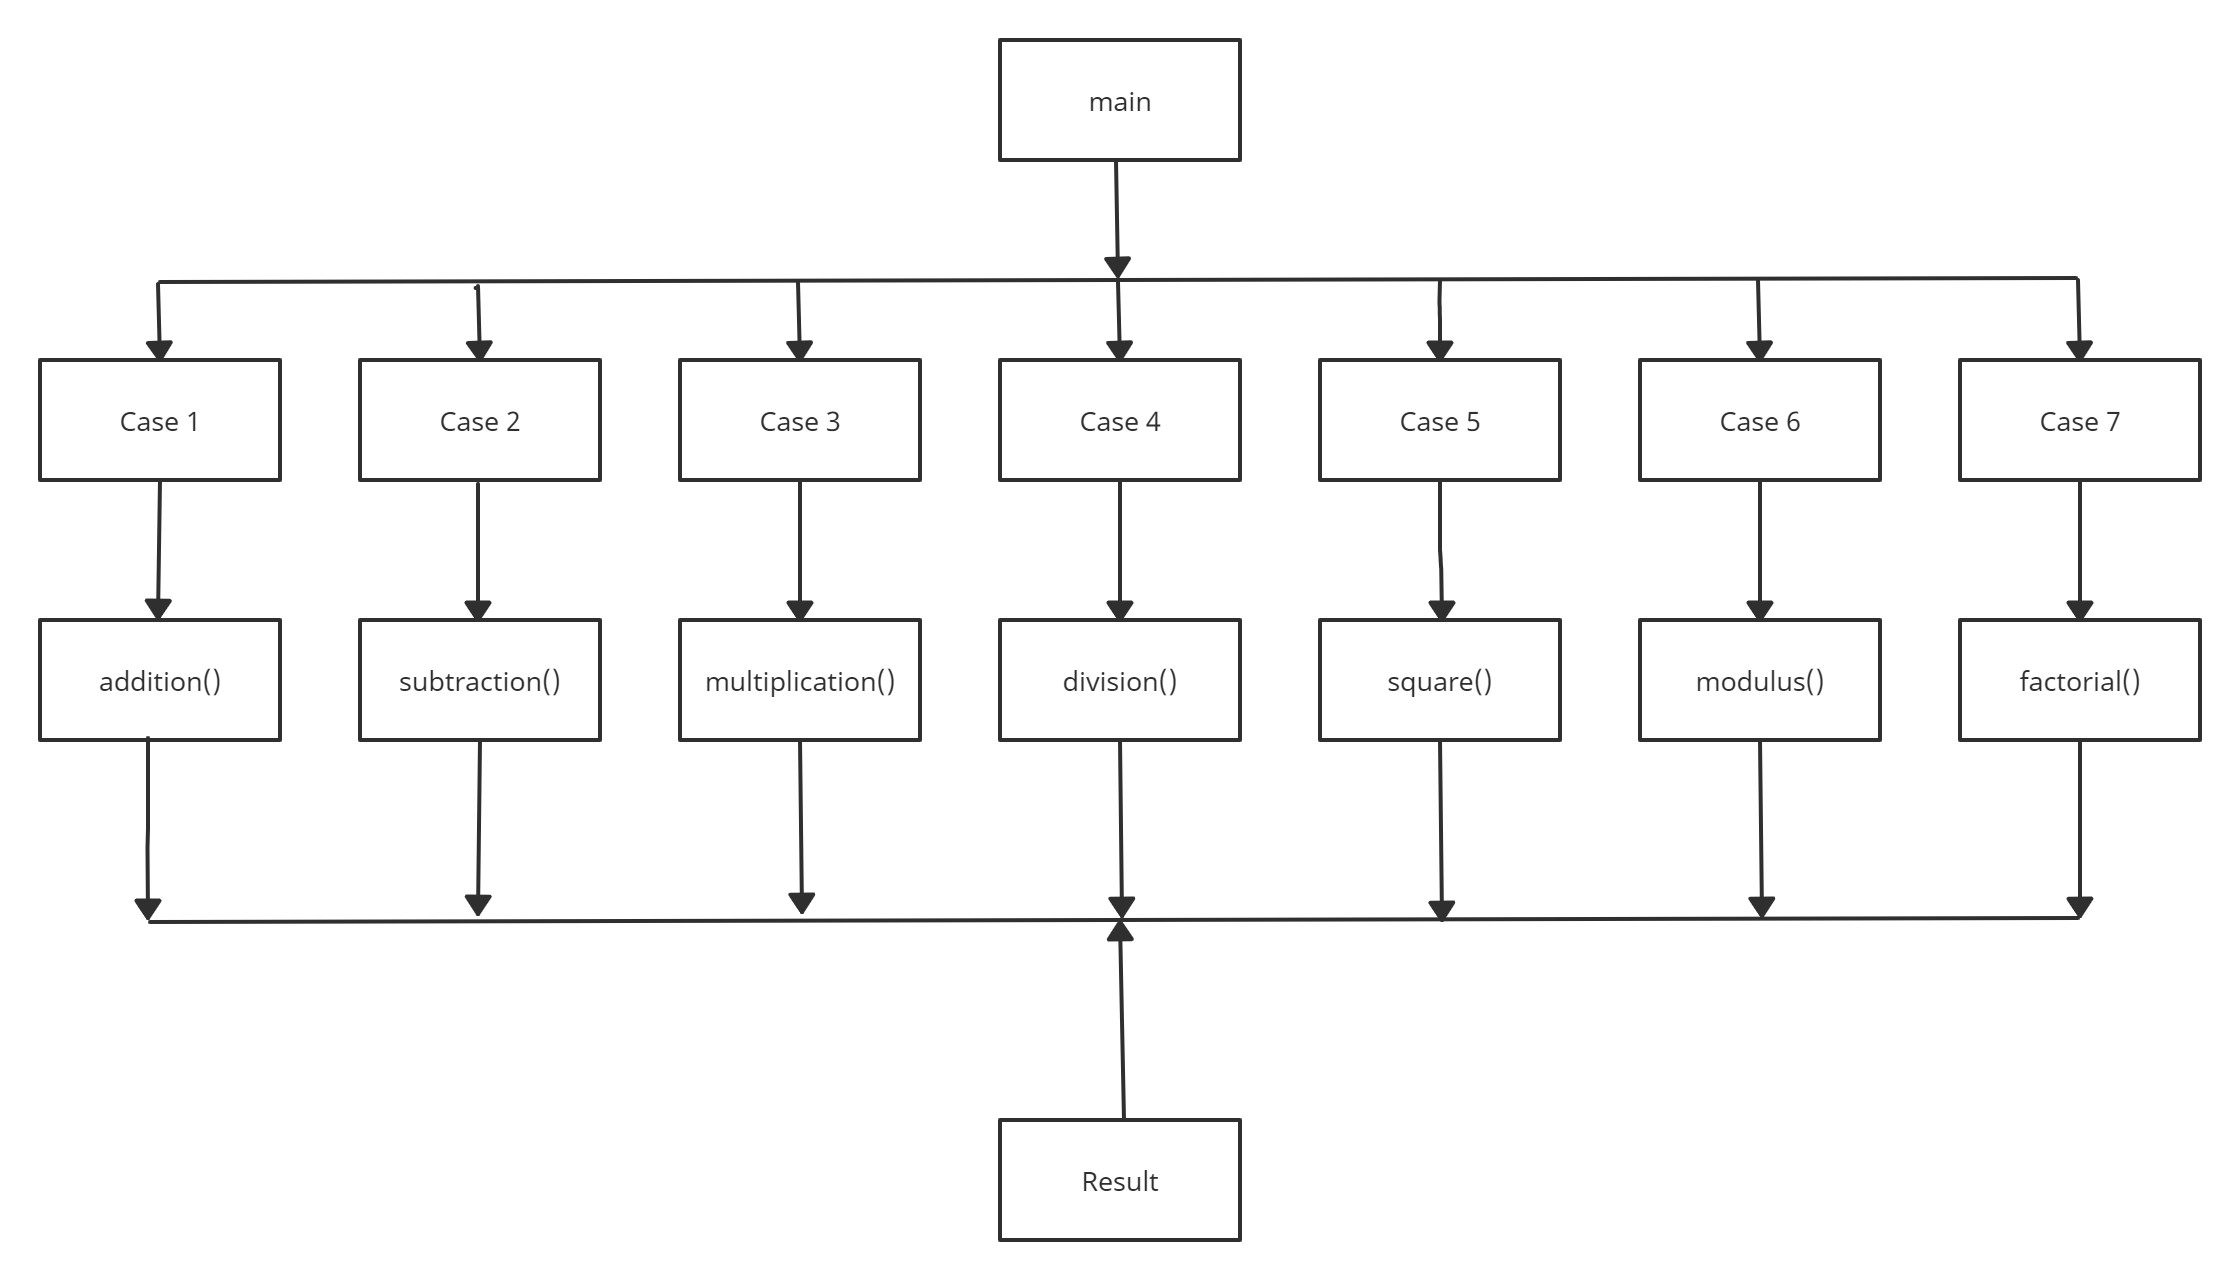 main
Case 1
Case 2
Case 3
Case 4
Case 5
Case 6
Case 7
addition()
subtraction()
multiplication()
division()
square()
modulus()
factorial()
Result